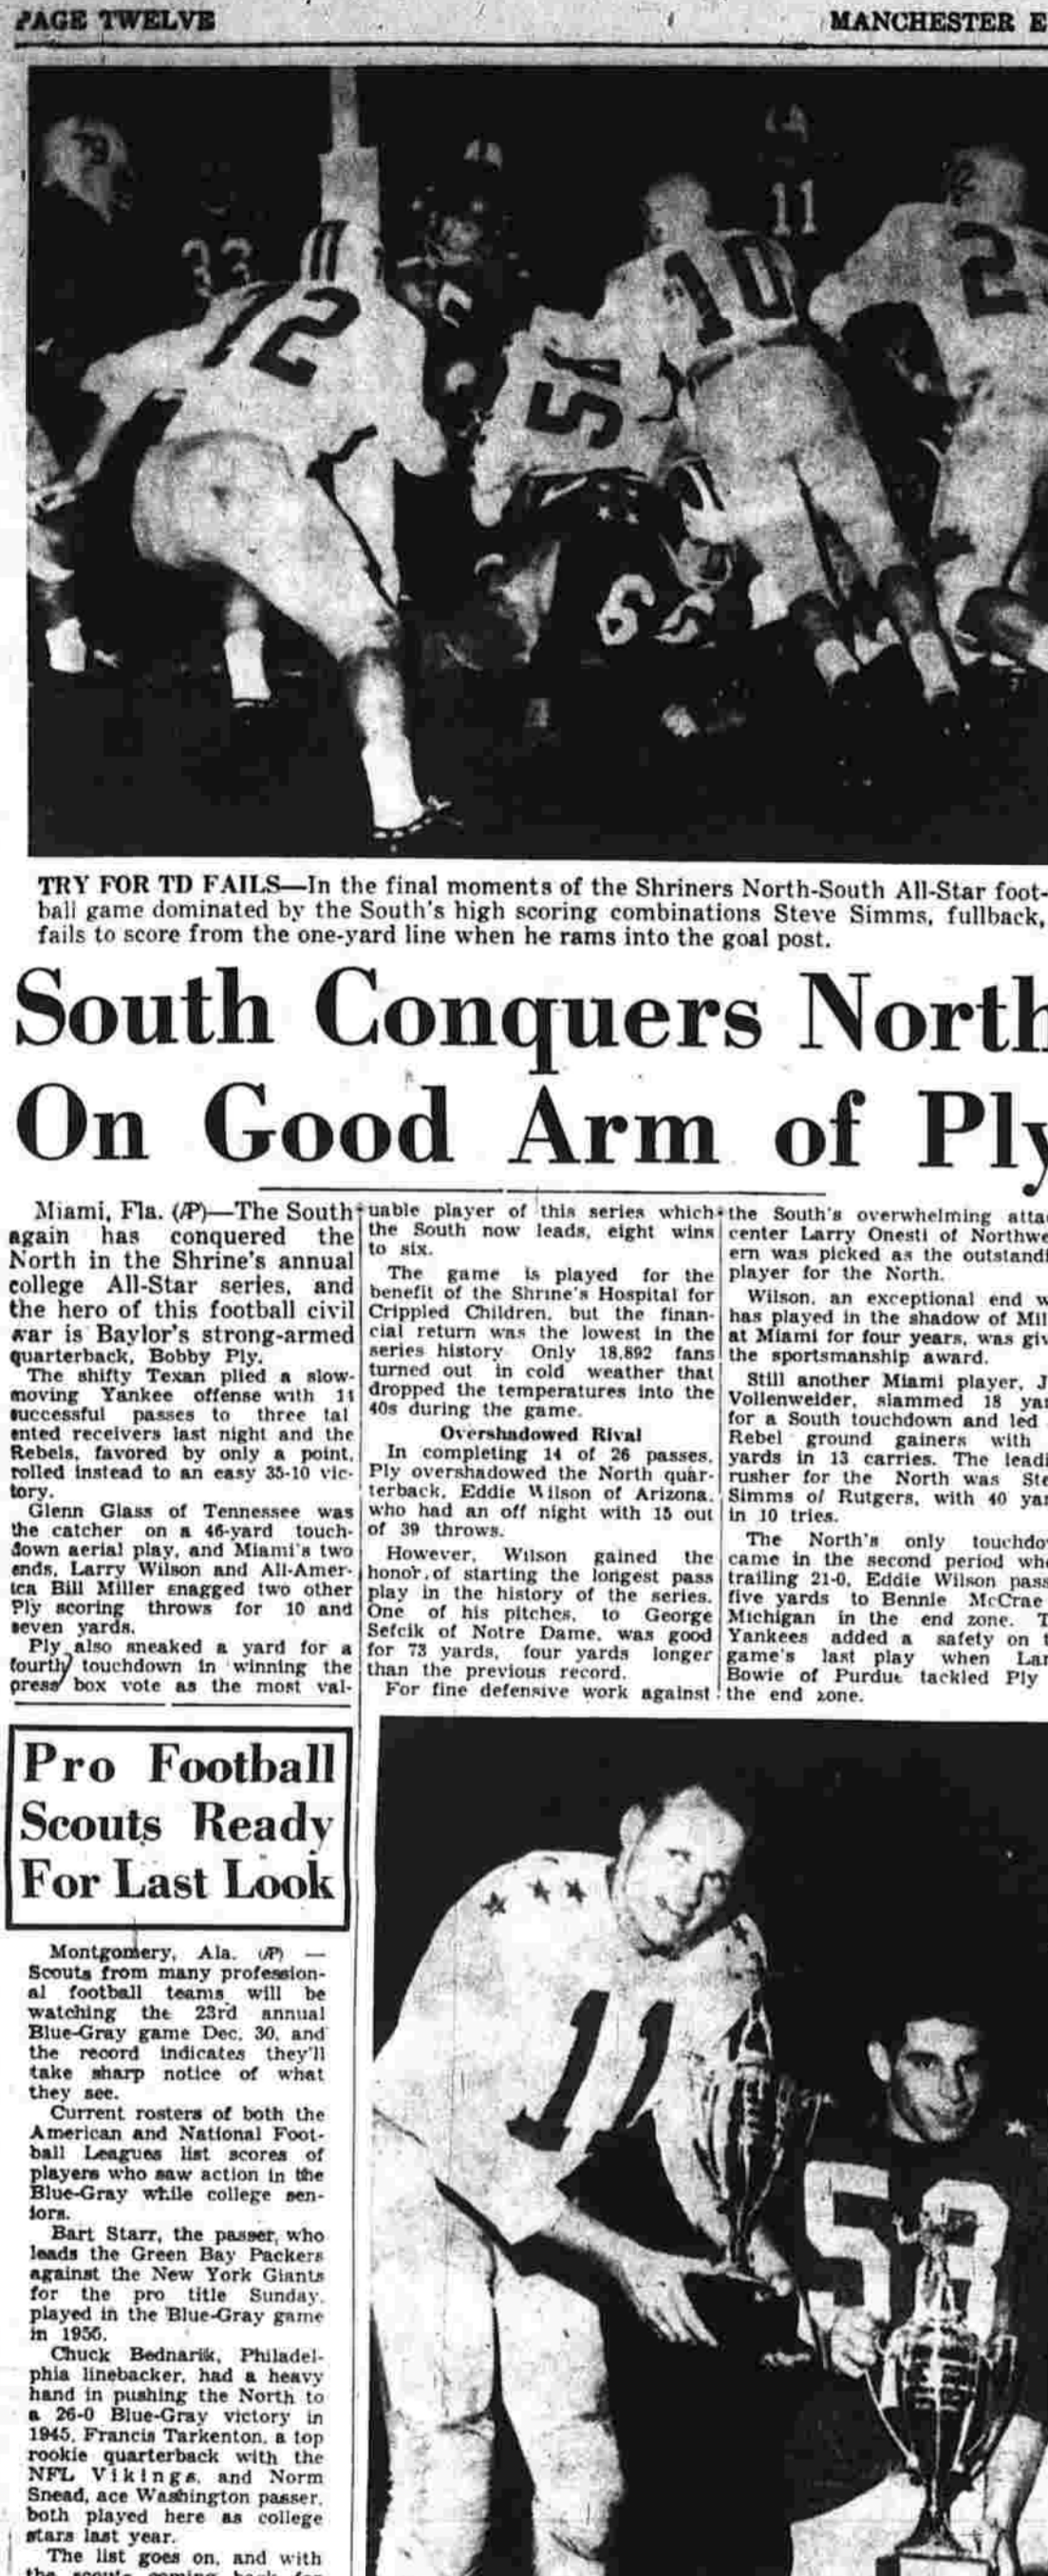 PAGE TWELVE
MANCHESTER E
79
33
12
57
10
11
2
66
TRY FOR TD FAILS—In the final moments of the Shriners North-South All-Star foot-
ball game dominated by the South's high scoring combinations Steve Simms, fullback,
fails to score from the one-yard line when he rams into the goal post.
South Conquers North
On Good Arm of Ply
Miami, Fla. (AP)—The South
again has conquered the
North in the Shrine's annual
college All-Star series, and
the hero of this football civil
war is Baylor's strong-armed
quarterback, Bobby Ply.
The shifty Texan plied a slow-
moving Yankee offense with 11
successful passes to three tal
ented receivers last night and the
Rebels, favored by only a point,
rolled instead to an easy 35-10 vic-
tory.
Glenn Glass of Tennessee was
the catcher on a 46-yard touch-
down aerial play, and Miami's two
ends, Larry Wilson and All-Amer-
ica Bill Miller snagged two other
Ply scoring throws for 10 and
seven yards.
Ply also sneaked a yard for a
fourth touchdown in winning the
press box vote as the most val-
uable player of this series which
the South now leads, eight wins
to six.
The game is played for the
benefit of the Shrine's Hospital for
Crippled Children, but the finan-
cial return was the lowest in the
series history Only 18,892 fans
turned out in cold weather that
dropped the temperatures into the
40s during the game.
Overshadowed Rival
In completing 14 of 26 passes,
Ply overshadowed the North quar-
terback, Eddie Wilson of Arizona,
who had an off night with 15 out
of 39 throws.
However, Wilson gained the
honor of starting the longest pass
play in the history of the series.
One of his pitches, to George
Sefcik of Notre Dame, was good
for 73 yards, four yards longer
than the previous record.
For fine defensive work against
the South's overwhelming atta
center Larry Onesti of Northwe
ern was picked as the outstandi
player for the North.
Wilson, an exceptional end w
has played in the shadow of Mil
at Miami for four years, was giv
the sportsmanship award.
Still another Miami player, J
Vollenweider, slammed 18 yar
for a South touchdown and led
Rebel ground gainers with
yards in 13 carries. The leadi
rusher for the North was Ste
Simms of Rutgers, with 40 yar
in 10 tries.
The North's only touchdo
came in the second period whe
trailing 21-0, Eddie Wilson pass
five yards to Bennie McCrae
Michigan in the end zone. T
Yankees added a safety on t
game's last play when Lar
Bowie of Purdue tackled Ply
the end zone.
Pro Football
Scouts Ready
For Last Look
Montgomery, Ala. (AP) —
Scouts from many profession-
al football teams will be
watching the 23rd annual
Blue-Gray game Dec. 30, and
the record indicates they'll
take sharp notice of what
they see.
Current rosters of both the
American and National Foot-
ball Leagues list scores of
players who saw action in the
Blue-Gray while college sen-
iors.
Bart Starr, the passer, who
leads the Green Bay Packers
against the New York Giants
for the pro title Sunday,
played in the Blue-Gray game
in 1955.
Chuck Bednarik, Philadel-
phia linebacker, had a heavy
hand in pushing the North to
a 26-0 Blue-Gray victory in
1945. Francis Tarkenton, a top
rookie quarterback with the
NFL Vikings, and Norm
Snead, ace Washington passer,
both played here as college
stars last year.
The list goes on, and with
the scouts coming back for
11
53